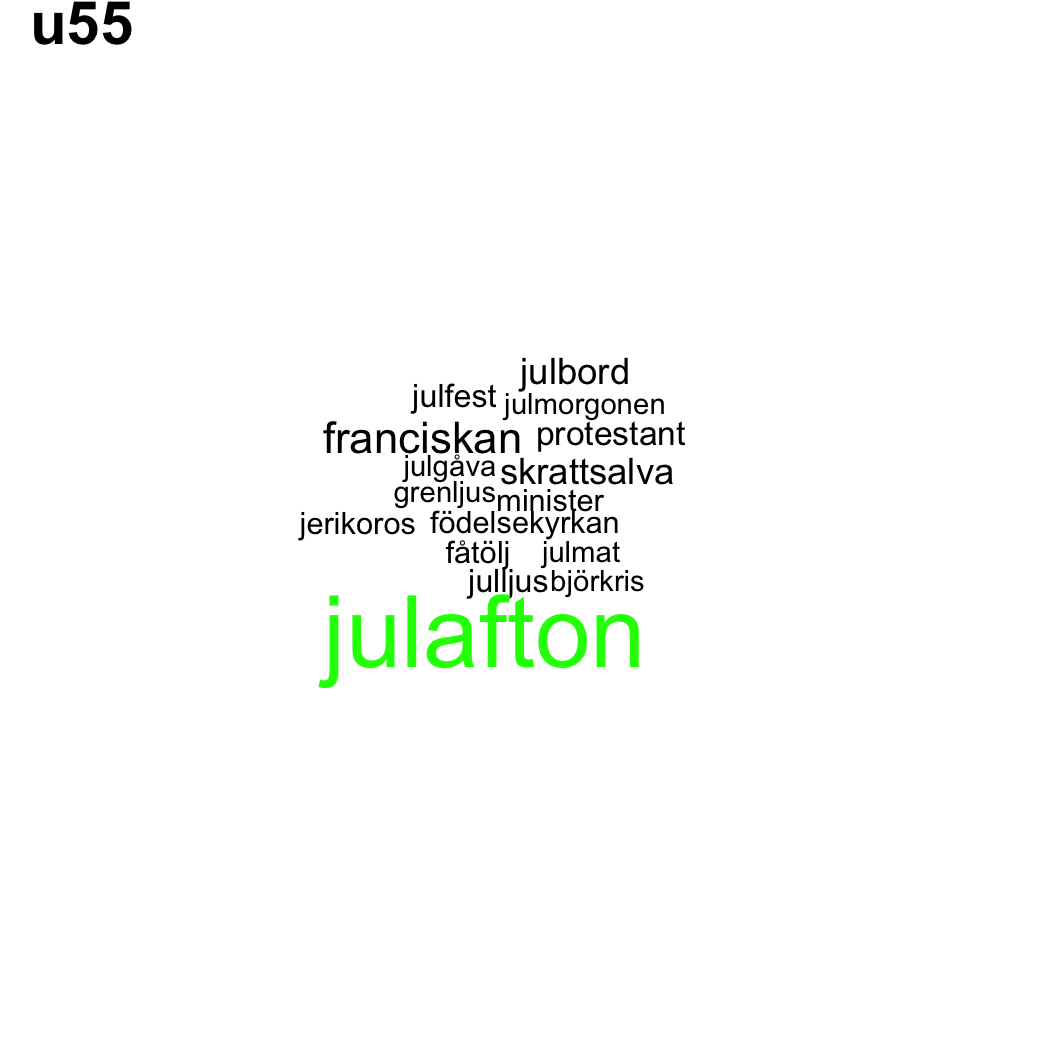 u55
julbord
julfest julmorgonen
franciskan protestant
julgåva skrattsalva
grenljus minister
jerikoros födelsekyrkan
fåtölj julmat
julljus björkris
julafton